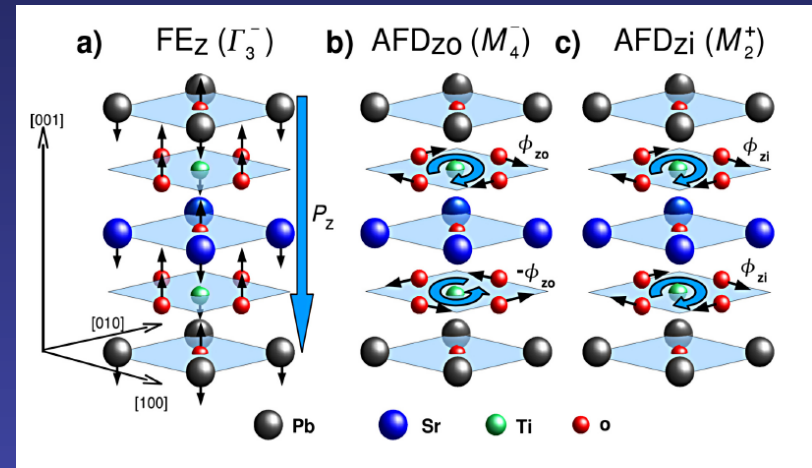 a) FEz (Γ₃⁻) b) AFDzo (M₄⁻) c) AFDzi (M₂⁺)
[001]
ϕzo ϕzi
Pz
-ϕzo ϕzi
[010]
[100]
Pb Sr Ti o